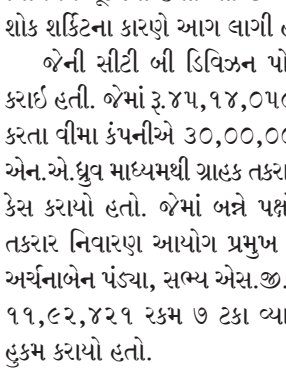 શોક શર્કિટના કારણે આગ લાગી
જેની સીટી બી ડિવિઝન
કરાઇ હતી. જેમાં રૂ.૪૫,૧૪,૦૫
કરતા વીમા કંપનીએ ૩૦,૦૦,૦
એન.એ.ધ્રુવ માધ્યમથી ગ્રાહક તકરા
કેસ કરાયો હતો. જેમાં બન્ને પક્ષો
તકરાર નિવારણ આયોગ પ્રમુખ
અર્ચનાબેન પંડ્યા, સભ્ય એસ.જી.
૧૧,૯૨,૪૨૧ રકમ ૭ ટકા વ્યા
હુકમ કરાયો હતો.